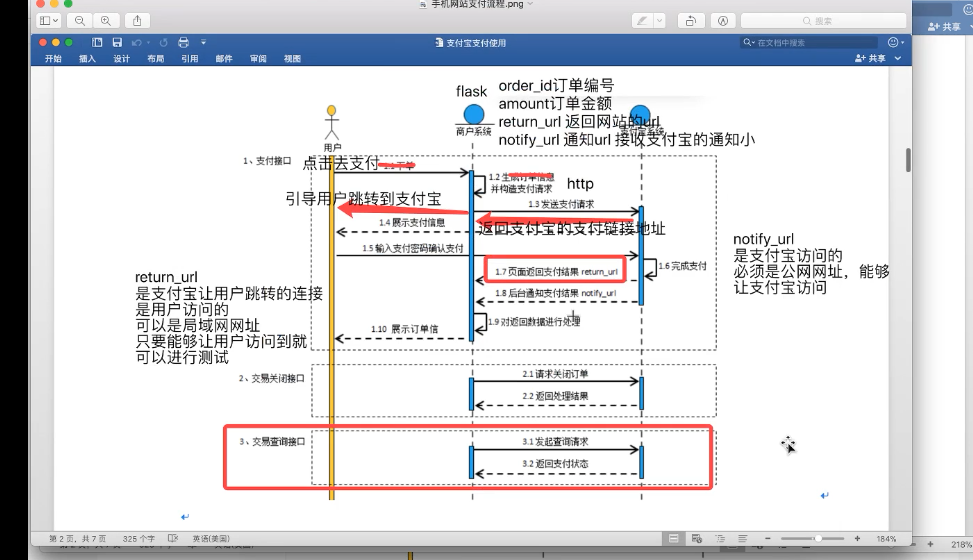 手机网站支付流程.png
搜索
共享
支付宝支付使用
在文档中搜索
开始 插入 设计 布局 引用 邮件 审阅 视图
共享
flask
order_id订单编号
amount订单金额
return_url 返回网站的url
notify_url 通知url 接收支付宝的通知小
用户
商户系统
1、支付接口
点击去支付
1.2 生成订单信息
并构造支付请求
http
引导用户跳转到支付宝
1.3 发送支付请求
1.4 展示支付信息
返回支付宝的支付链接地址
1.5 输入支付密码确认支付
1.6 完成支付
1.7 页面返回支付结果 return_url
1.8 后台通知支付结果 notify_url
1.9 对返回数据进行处理
1.10 展示订单信
notify_url
是支付宝访问的
必须是公网网址，能够
让支付宝访问
return_url
是支付宝让用户跳转的连接
是用户访问的
可以是局域网网址
只要能够让用户访问到就
可以进行测试
2、交易关闭接口
2.1 请求关闭订单
2.2 返回处理结果
3、交易查询接口
3.1 发起查询请求
3.2 返回支付状态
第 2 页，共 7 页 325 个字 英语(美国)
184%
218%